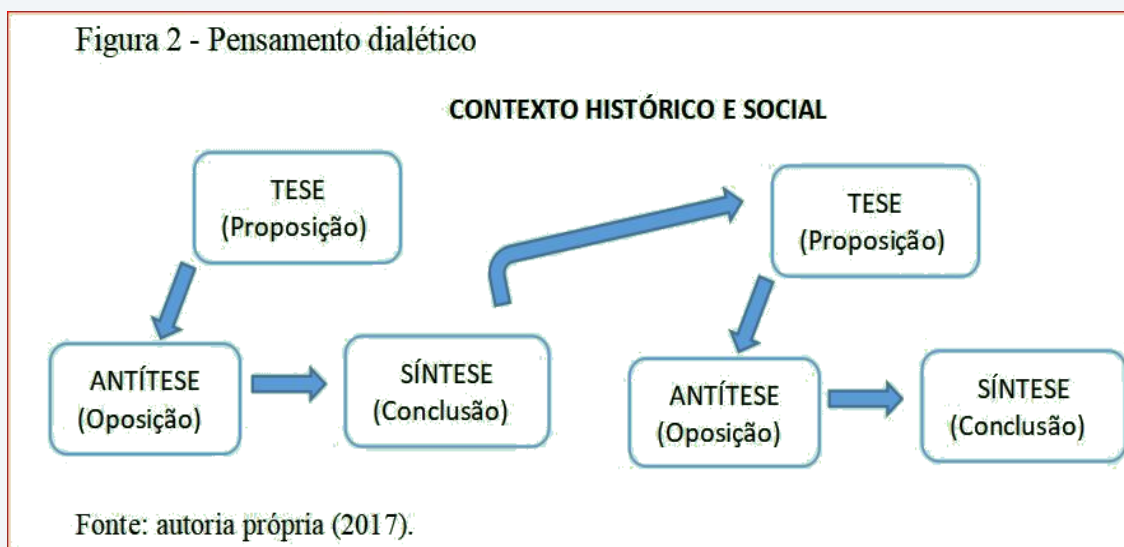 Figura 2 - Pensamento dialético
CONTEXTO HISTÓRICO E SOCIAL
TESE
(Proposição)
ANTÍTESE
(Oposição)
SÍNTESE
(Conclusão)
TESE
(Proposição)
ANTÍTESE
(Oposição)
SÍNTESE
(Conclusão)
Fonte: autoria própria (2017).